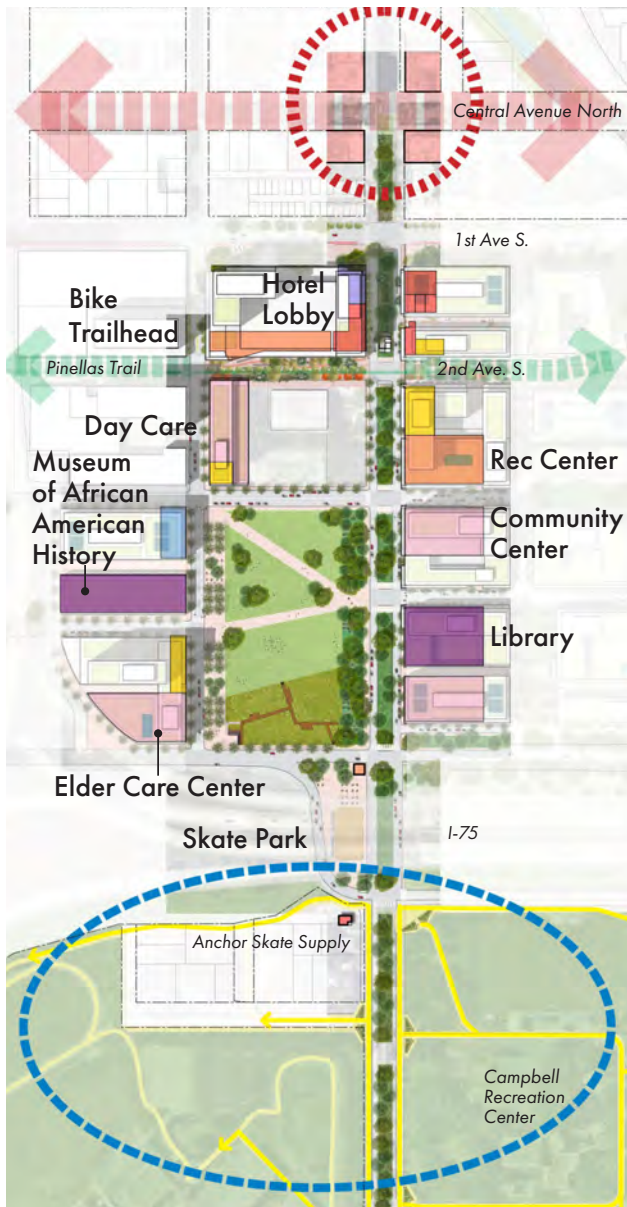 Central Avenue North
1st Ave S.
Hotel
Lobby
Bike
Trailhead
Pinellas Trail
2nd Ave. S.
Day Care
Rec Center
Museum
of African
American
History
Community
Center
Library
Elder Care Center
Skate Park
I-75
Anchor Skate Supply
Campbell
Recreation
Center